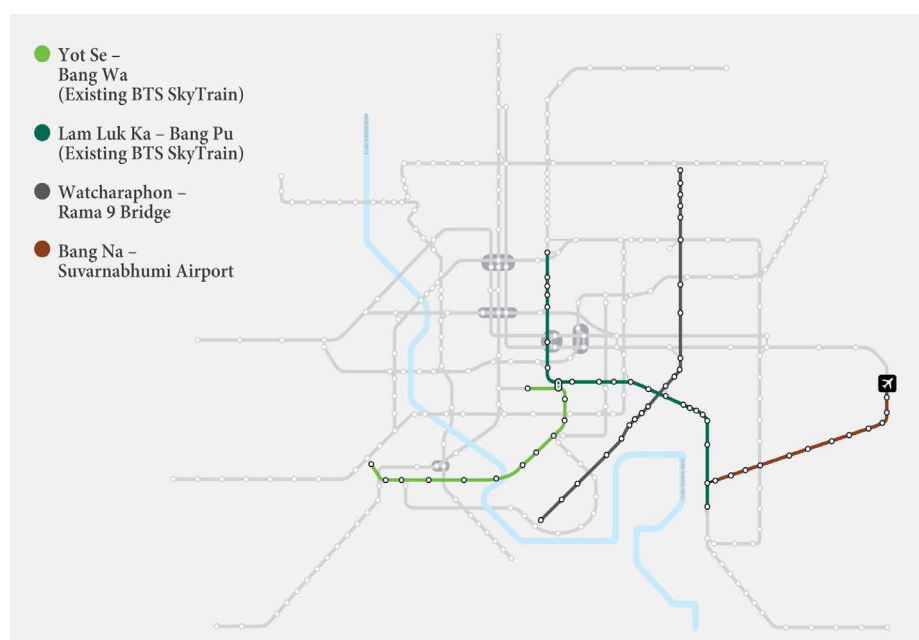 Yot Se –
Bang Wa
(Existing BTS SkyTrain)
Lam Luk Ka – Bang Pu
(Existing BTS SkyTrain)
Watcharaphon –
Rama 9 Bridge
Bang Na –
Suvarnabhumi Airport